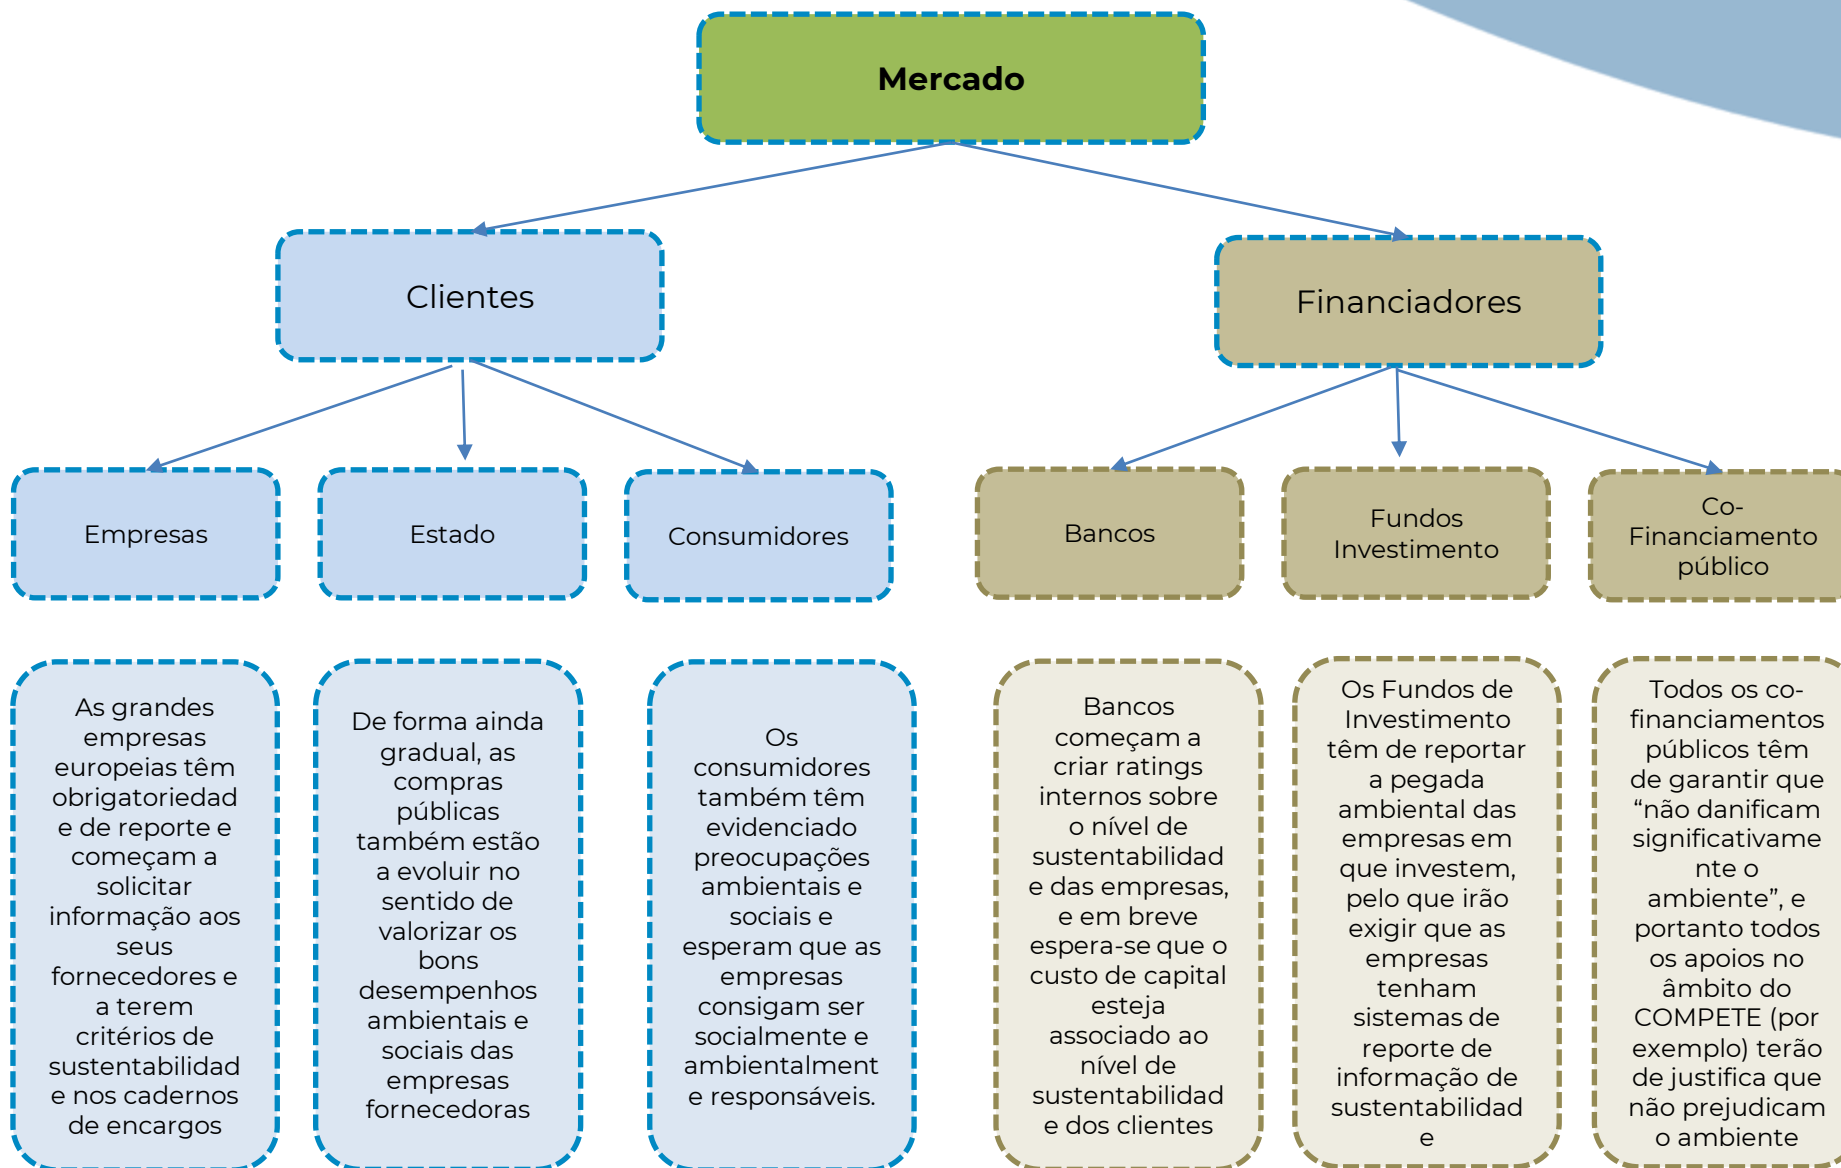 Mercado
Clientes
Financiadores
Empresas
Estado
Consumidores
Bancos
Fundos
Investimento
Co-
Financiamento
público
As grandes
empresas
europeias têm
obrigatoriedad
e de reporte e
começam a
solicitar
informação aos
seus
fornecedores e
a terem
critérios de
sustentabilidad
e nos cadernos
de encargos
De forma ainda
gradual, as
compras
públicas
também estão
a evoluir no
sentido de
valorizar os
bons
desempenhos
ambientais e
sociais das
empresas
fornecedoras
Os
consumidores
também têm
evidenciado
preocupações
ambientais e
sociais e
esperam que as
empresas
consigam ser
socialmente e
ambientalment
e responsáveis.
Bancos
começam a
criar ratings
internos sobre
o nível de
sustentabilidad
e das empresas,
e em breve
espera-se que o
custo de capital
esteja
associado ao
nível de
sustentabilidad
e dos clientes
Os Fundos de
Investimento
têm de reportar
a pegada
ambiental das
empresas em
que investem,
pelo que irão
exigir que as
empresas
tenham
sistemas de
reporte de
informação de
sustentabilidad
e
Todos os co-
financiamentos
públicos têm
de garantir que
“não danificam
significativame
nte o
ambiente”, e
portanto todos
os apoios no
âmbito do
COMPETE (por
exemplo) terão
de justifica que
não prejudicam
o ambiente